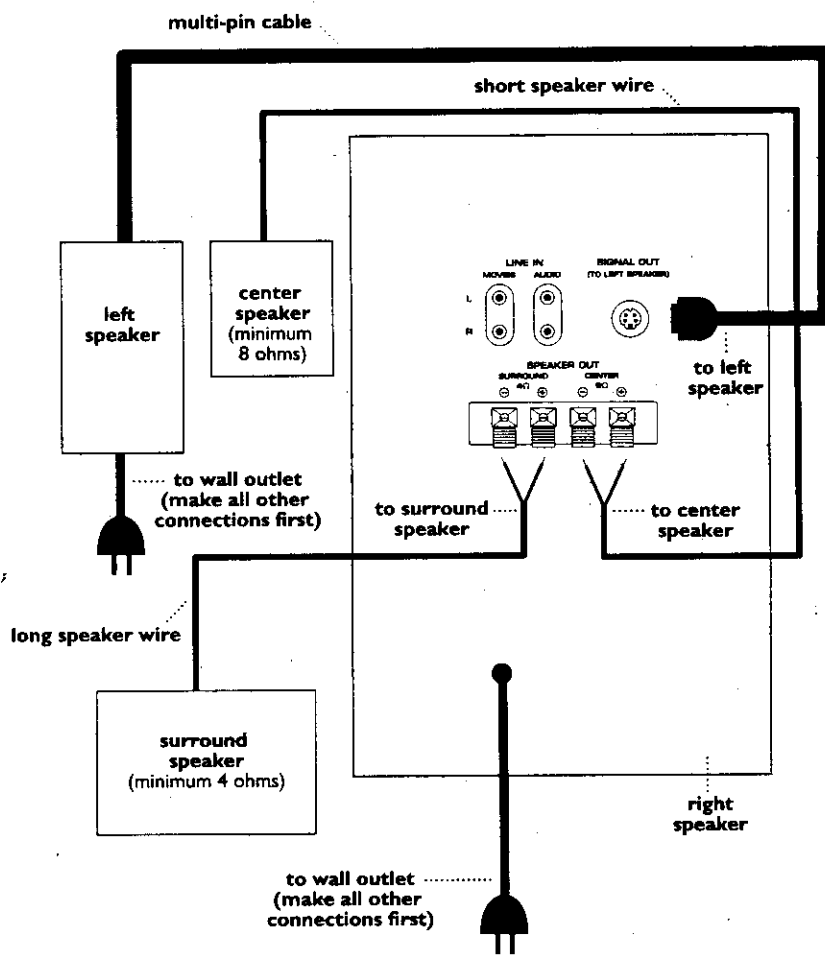 multi-pin cable
short speaker wire
left
speaker
center
speaker
(minimum
8 ohms)
LINE IN
MOVIES
AUDIO
SIGNAL OUT
(TO LEFT SPEAKER)
L
R
to left
speaker
SPEAKER OUT
SURROUND
4Ω
CENTER
8Ω
− + − +
to wall outlet
(make all other
connections first)
to surround
speaker
to center
speaker
long speaker wire
surround
speaker
(minimum 4 ohms)
right
speaker
to wall outlet
(make all other
connections first)